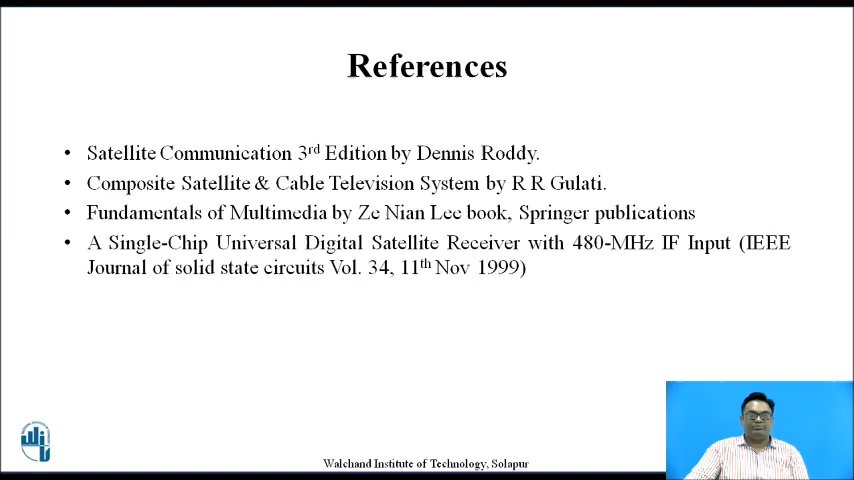 References
• Satellite Communication 3rd Edition by Dennis Roddy.
• Composite Satellite & Cable Television System by R R Gulati.
• Fundamentals of Multimedia by Ze Nian Lee book, Springer publications
• A Single-Chip Universal Digital Satellite Receiver with 480-MHz IF Input (IEEE
Journal of solid state circuits Vol. 34, 11th Nov 1999)
Walchand Institute of Technology, Solapur